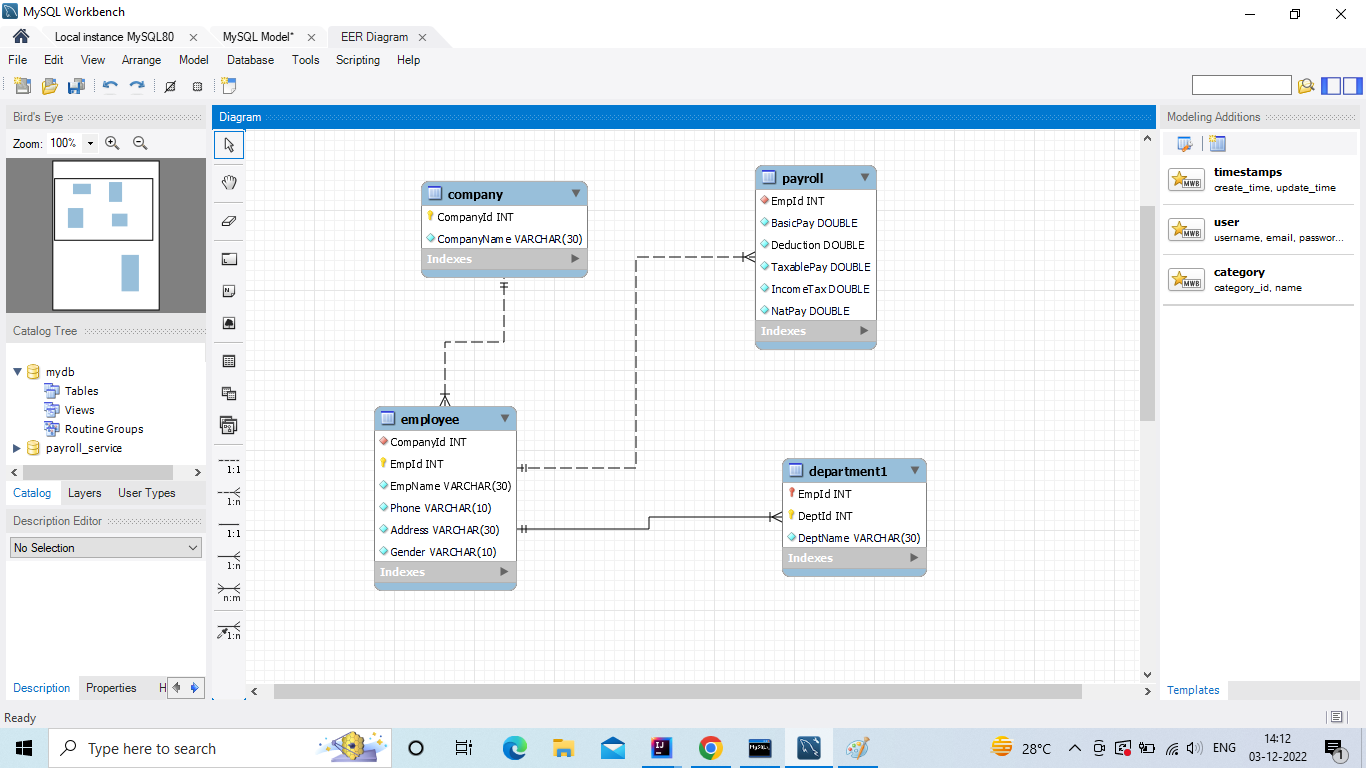 MySQL Workbench
Local instance MySQL80
MySQL Model*
EER Diagram
File Edit View Arrange Model Database Tools Scripting Help
Bird's Eye
Zoom: 100%
Catalog Tree
mydb
Tables
Views
Routine Groups
payroll_service
Catalog Layers User Types
Description Editor
No Selection
Description Properties H
Diagram
1:1
1:n
1:1
1:n
n:m
1:n
company
CompanyId INT
CompanyName VARCHAR(30)
Indexes
payroll
EmpId INT
BasicPay DOUBLE
Deduction DOUBLE
TaxablePay DOUBLE
IncomeTax DOUBLE
NatPay DOUBLE
Indexes
employee
CompanyId INT
EmpId INT
EmpName VARCHAR(30)
Phone VARCHAR(10)
Address VARCHAR(30)
Gender VARCHAR(10)
Indexes
department1
EmpId INT
DeptId INT
DeptName VARCHAR(30)
Indexes
Modeling Additions
MWB
timestamps
create_time, update_time
MWB
user
username, email, passwor...
MWB
category
category_id, name
Templates
Ready
Type here to search
28°C
ENG
14:12
03-12-2022
1